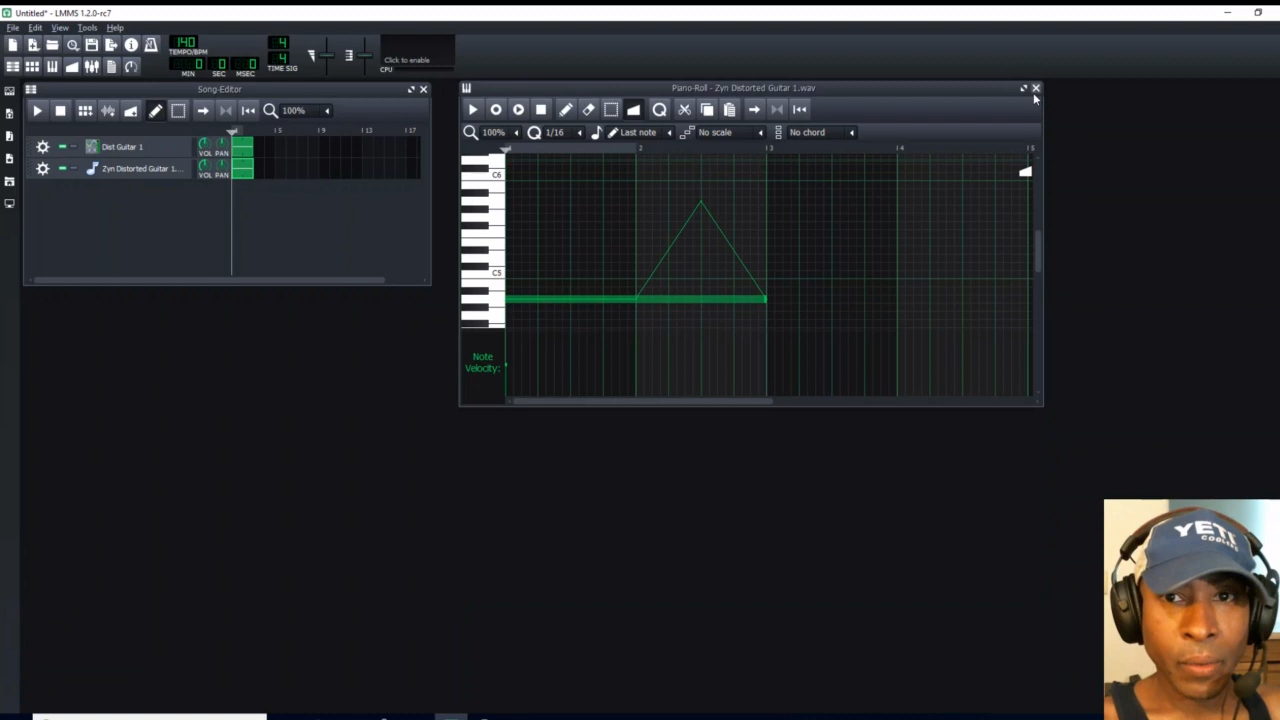 Untitled* - LMMS 1.2.0-rc7
File Edit View Tools Help
140
TEMPO/BPM
4
4
TIME SIG
0 0 0
MIN SEC MSEC
Click to enable
CPU
Song-Editor
100%
5 9 13 17
Dist Guitar 1
VOL PAN
Zyn Distorted Guitar 1...
VOL PAN
Piano-Roll - Zyn Distorted Guitar 1.wav
100% Q 1/16 Last note No scale No chord
2 3 4 5
C6
C5
Note
Velocity:
YETI
COOLERS